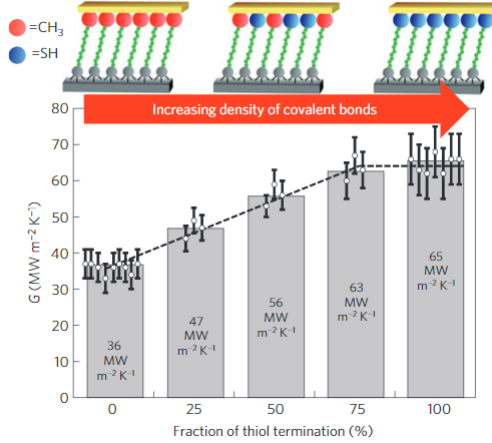 =CH₃
=SH
Increasing density of covalent bonds
80
70
60
50
40
30
20
10
0
G (MW m⁻² K⁻¹)
36
MW
m⁻² K⁻¹
47
MW
m⁻² K⁻¹
56
MW
m⁻² K⁻¹
63
MW
m⁻² K⁻¹
65
MW
m⁻² K⁻¹
0 25 50 75 100
Fraction of thiol termination (%)